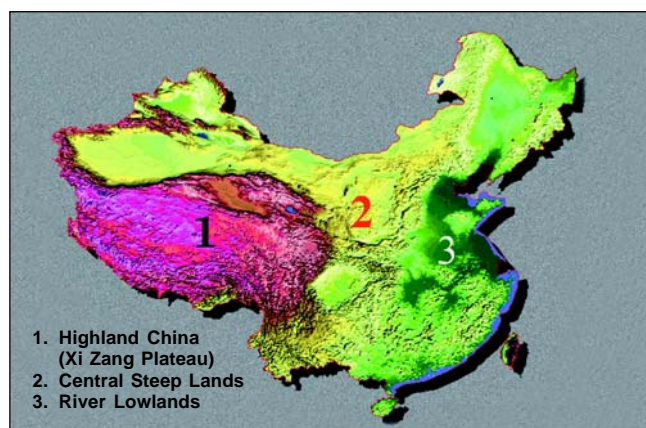 1
2
3
1. Highland China
(Xi Zang Plateau)
2. Central Steep Lands
3. River Lowlands